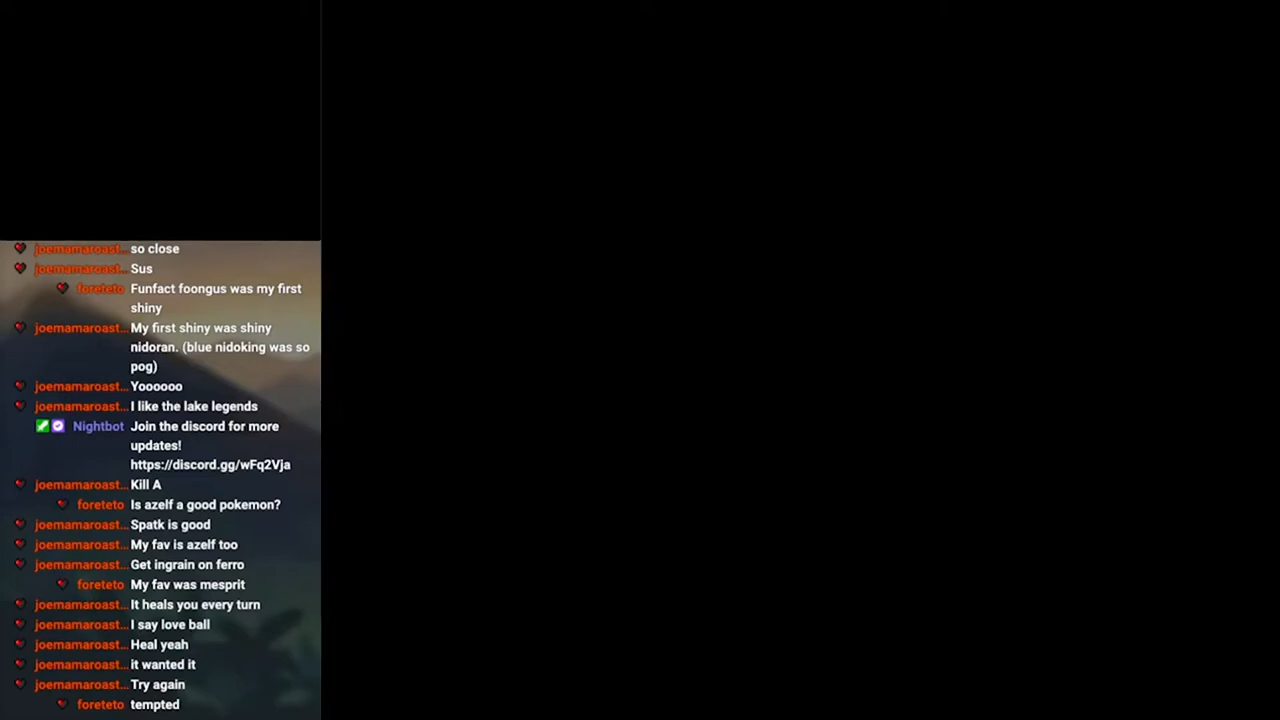 joemamaroast... so close
joemamaroast... Sus
foreteto Funfact foongus was my first
shiny
joemamaroast... My first shiny was shiny
nidoran. (blue nidoking was so
pog)
joemamaroast... Yoooooo
joemamaroast... I like the lake legends
Nightbot Join the discord for more
updates!
https://discord.gg/wFq2Vja
joemamaroast... Kill A
foreteto Is azelf a good pokemon?
joemamaroast... Spatk is good
joemamaroast... My fav is azelf too
joemamaroast... Get ingrain on ferro
foreteto My fav was mesprit
joemamaroast... It heals you every turn
joemamaroast... I say love ball
joemamaroast... Heal yeah
joemamaroast... it wanted it
joemamaroast... Try again
foreteto tempted